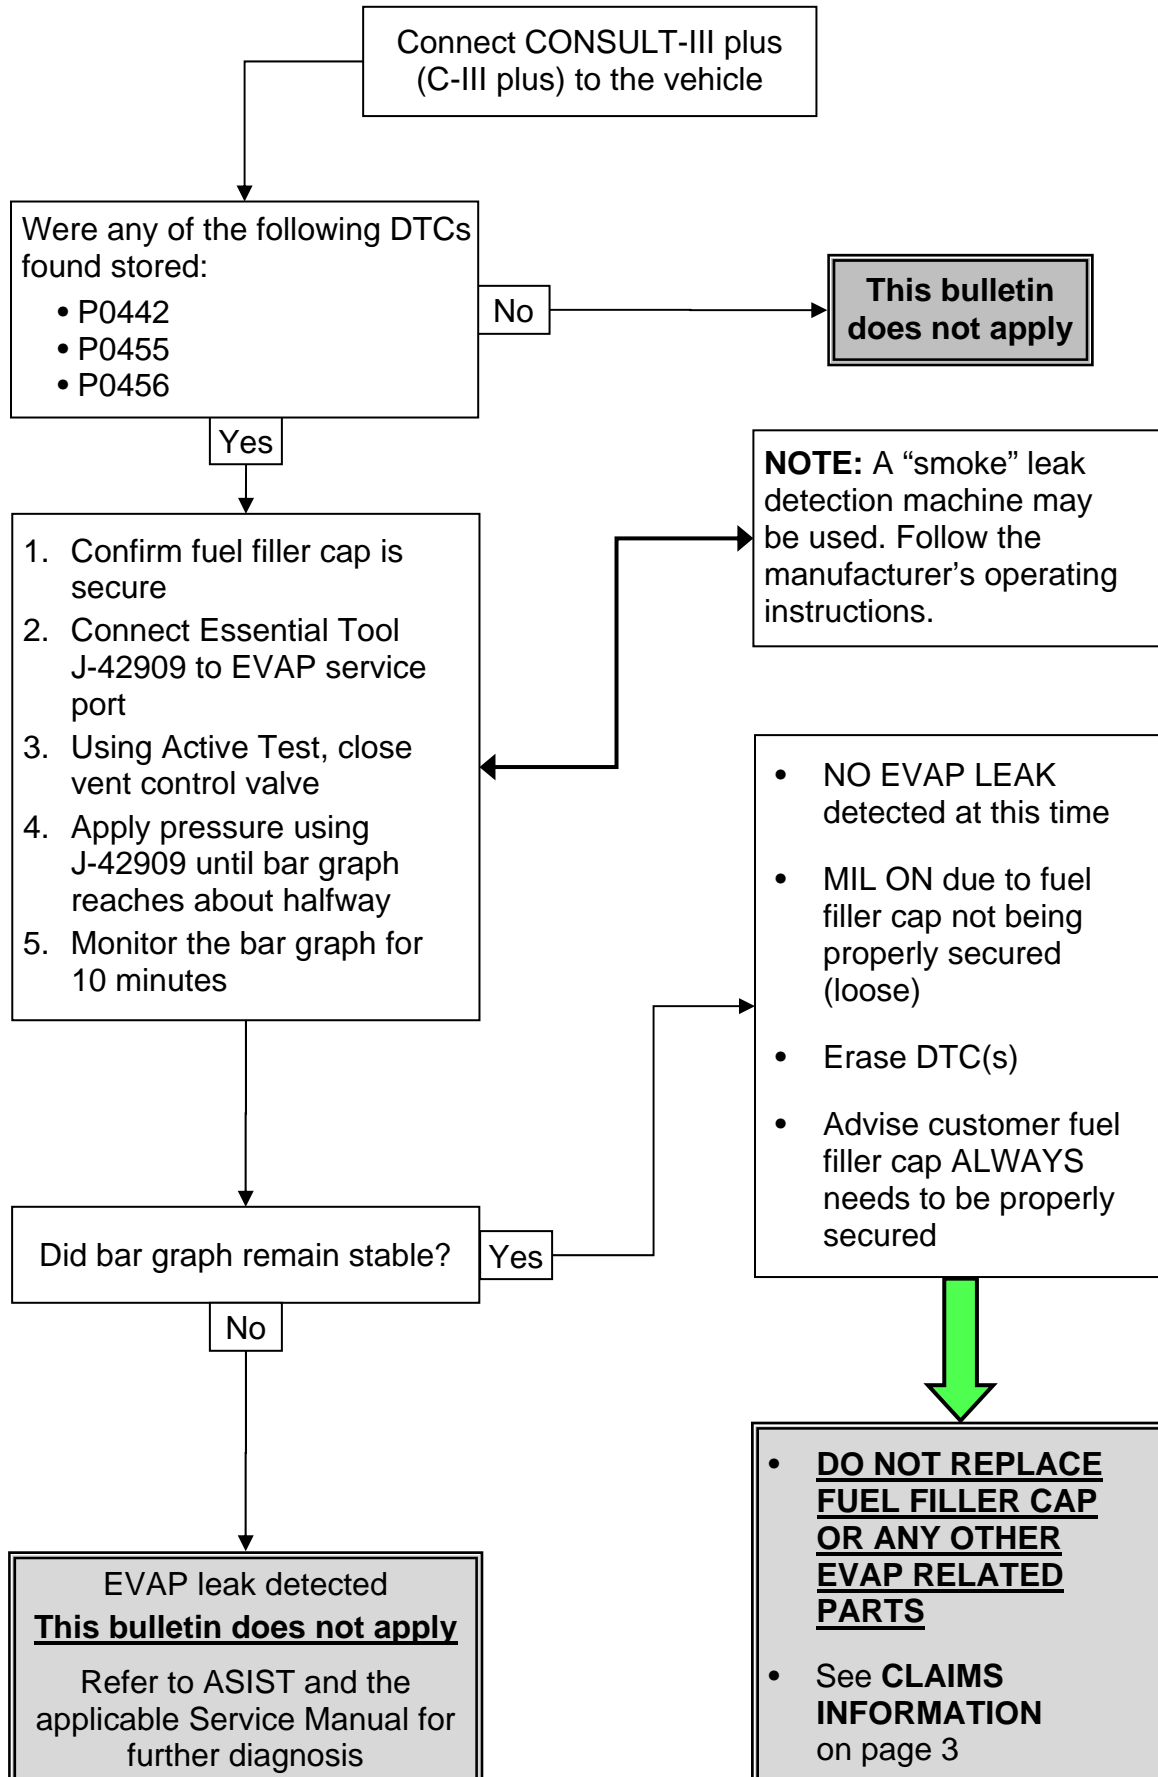 Connect CONSULT-III plus
(C-III plus) to the vehicle
Were any of the following DTCs
found stored:
• P0442
• P0455
• P0456
No
This bulletin
does not apply
Yes
NOTE: A “smoke” leak
detection machine may
be used. Follow the
manufacturer’s operating
instructions.
1. Confirm fuel filler cap is
secure
2. Connect Essential Tool
J-42909 to EVAP service
port
3. Using Active Test, close
vent control valve
4. Apply pressure using
J-42909 until bar graph
reaches about halfway
5. Monitor the bar graph for
10 minutes
• NO EVAP LEAK
detected at this time
• MIL ON due to fuel
filler cap not being
properly secured
(loose)
• Erase DTC(s)
• Advise customer fuel
filler cap ALWAYS
needs to be properly
secured
Did bar graph remain stable?
Yes
No
• DO NOT REPLACE
FUEL FILLER CAP
OR ANY OTHER
EVAP RELATED
PARTS
• See CLAIMS
INFORMATION
on page 3
EVAP leak detected
This bulletin does not apply
Refer to ASIST and the
applicable Service Manual for
further diagnosis